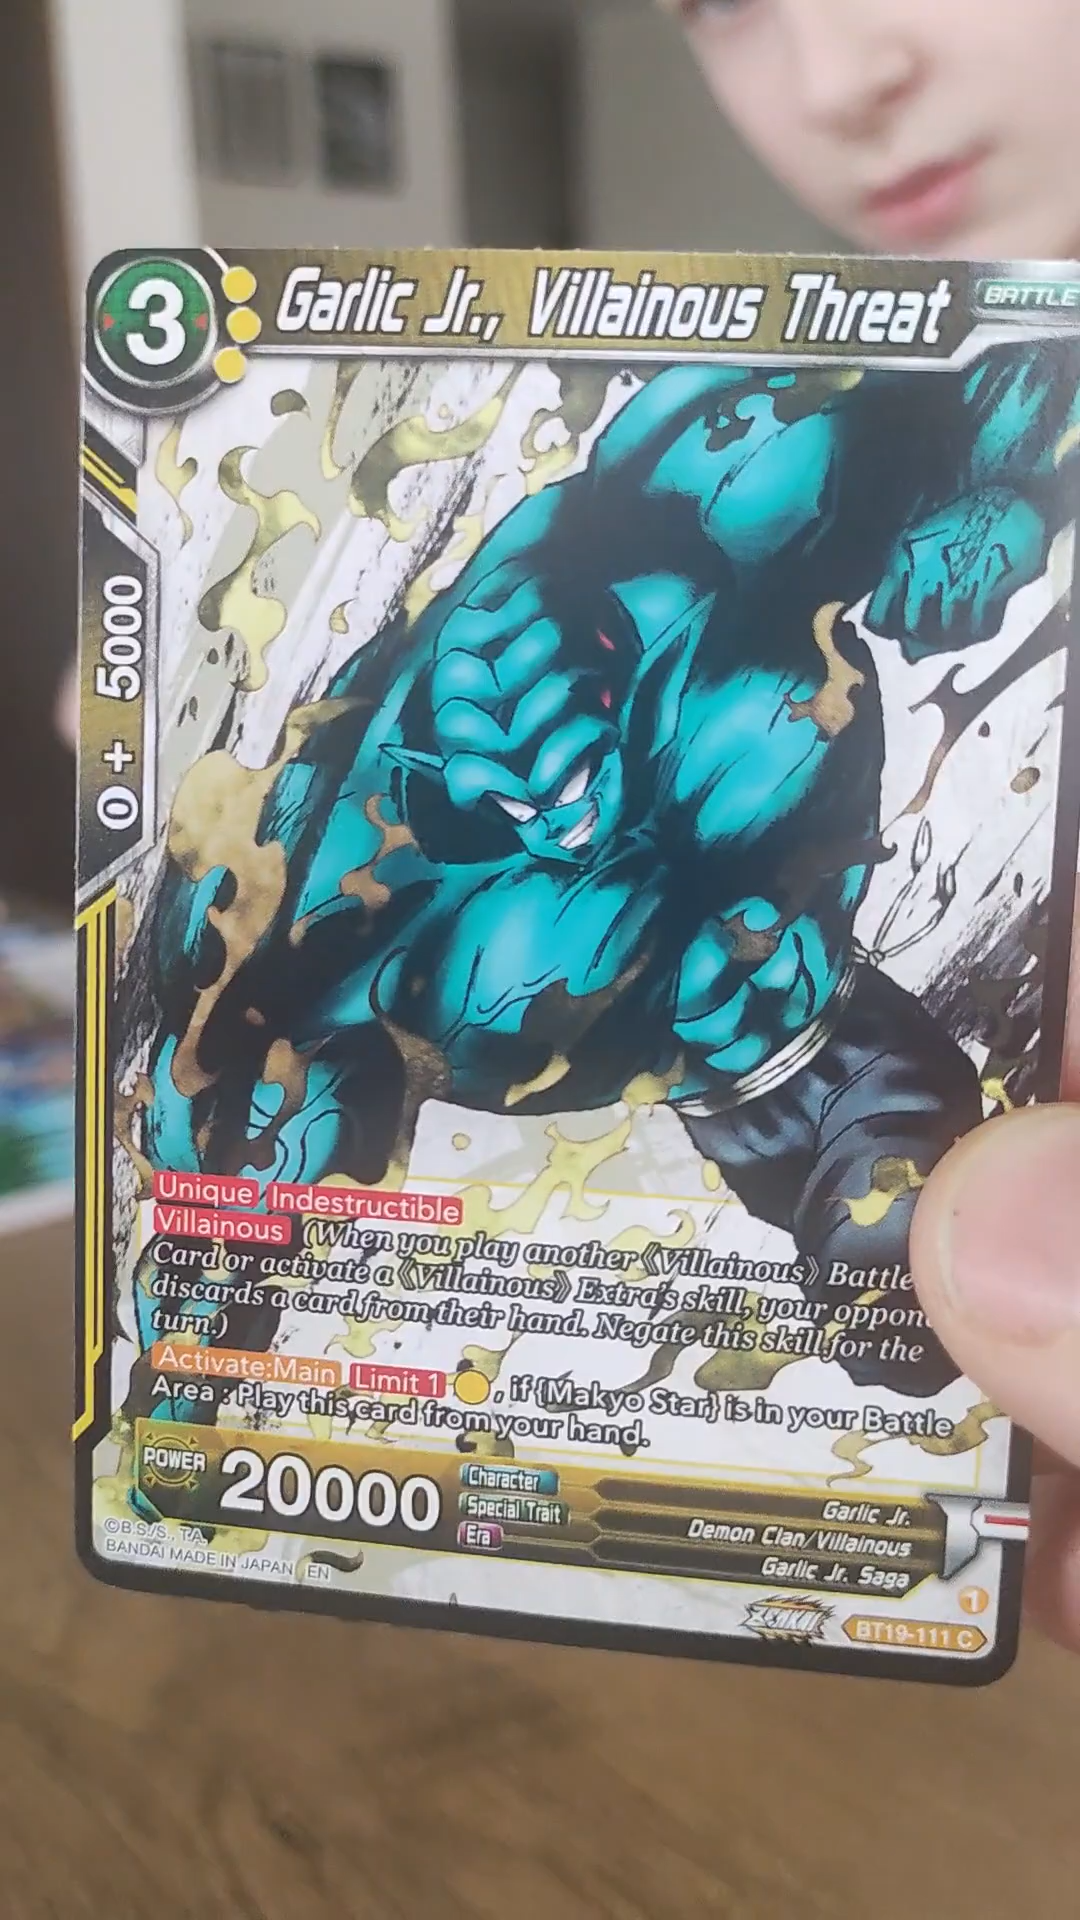 3
Garlic Jr., Villainous Threat
BATTLE
0 + 5000
Unique Indestructible
Villainous (When you play another 《Villainous》 Battle
Card or activate a 《Villainous》 Extra's skill, your oppon
discards a card from their hand. Negate this skill for the
turn.)
Activate:Main Limit 1 , if {Makyo Star} is in your Battle
Area : Play this card from your hand.
POWER 20000
Character Garlic Jr.
Special Trait Demon Clan/Villainous
Era Garlic Jr. Saga
©B.S./S., T.A.
BANDAI MADE IN JAPAN EN
1
BT19-111 C